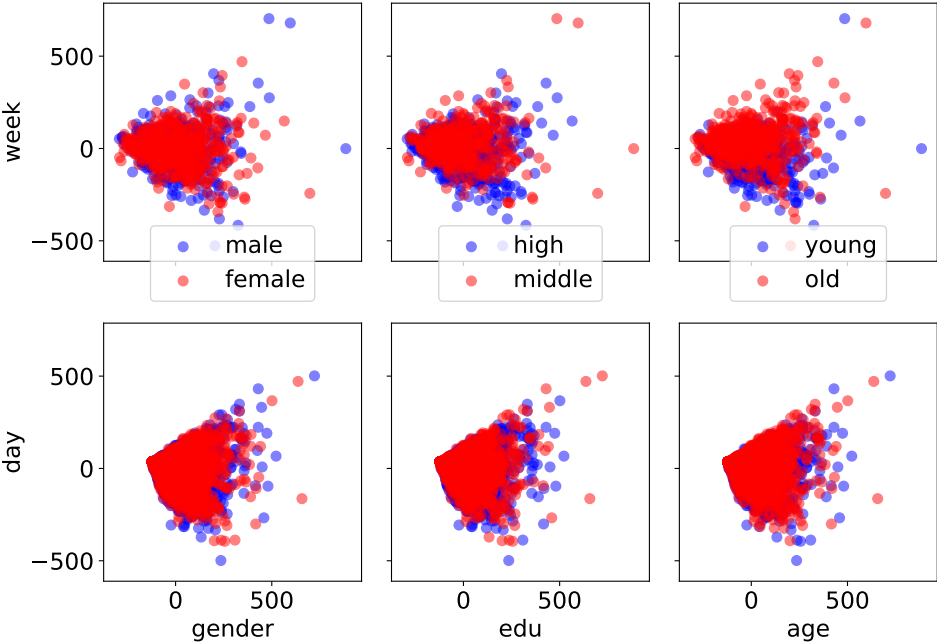 week
500
0
−500
male
female
high
middle
young
old
day
500
0
−500
0 500
0 500
0 500
gender
edu
age